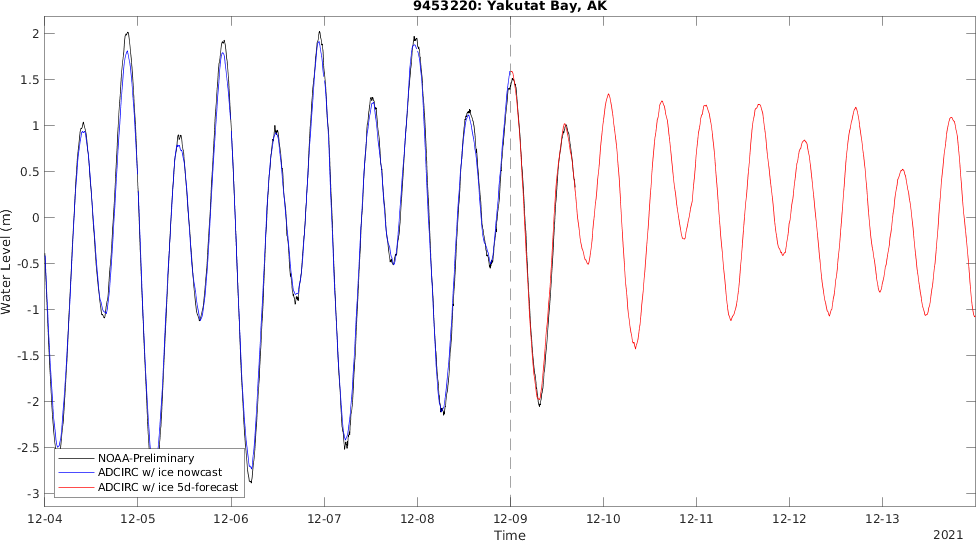 9453220: Yakutat Bay, AK
2
1.5
1
0.5
0
-0.5
-1
-1.5
-2
-2.5
-3
Water Level (m)
NOAA-Preliminary
ADCIRC w/ ice nowcast
ADCIRC w/ ice 5d-forecast
12-04 12-05 12-06 12-07 12-08 12-09 12-10 12-11 12-12 12-13
Time
2021